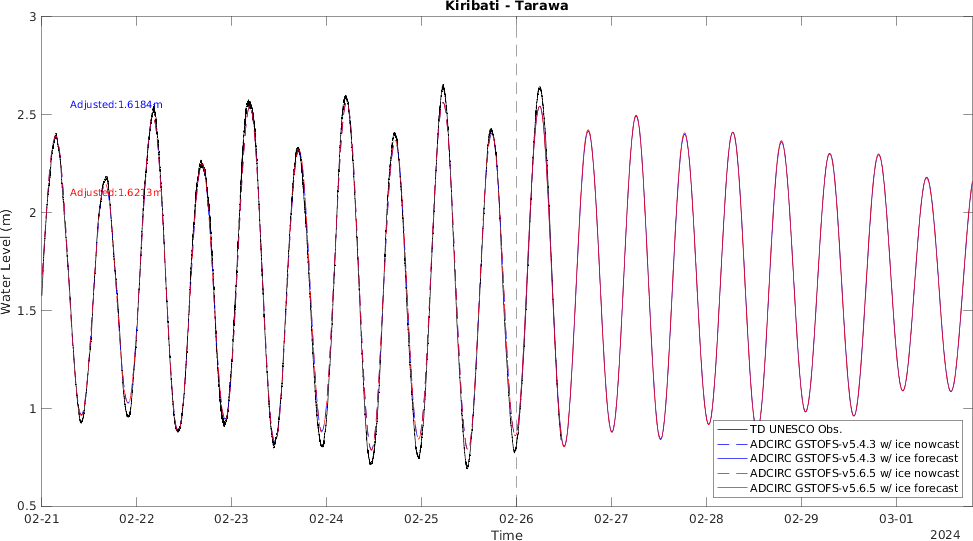 Kiribati - Tarawa
3
2.5
2
1.5
1
0.5
Water Level (m)
Adjusted:1.6184m
Adjusted:1.6213m
TD UNESCO Obs.
ADCIRC GSTOFS-v5.4.3 w/ ice nowcast
ADCIRC GSTOFS-v5.4.3 w/ ice forecast
ADCIRC GSTOFS-v5.6.5 w/ ice nowcast
ADCIRC GSTOFS-v5.6.5 w/ ice forecast
02-21 02-22 02-23 02-24 02-25 02-26 02-27 02-28 02-29 03-01
Time
2024